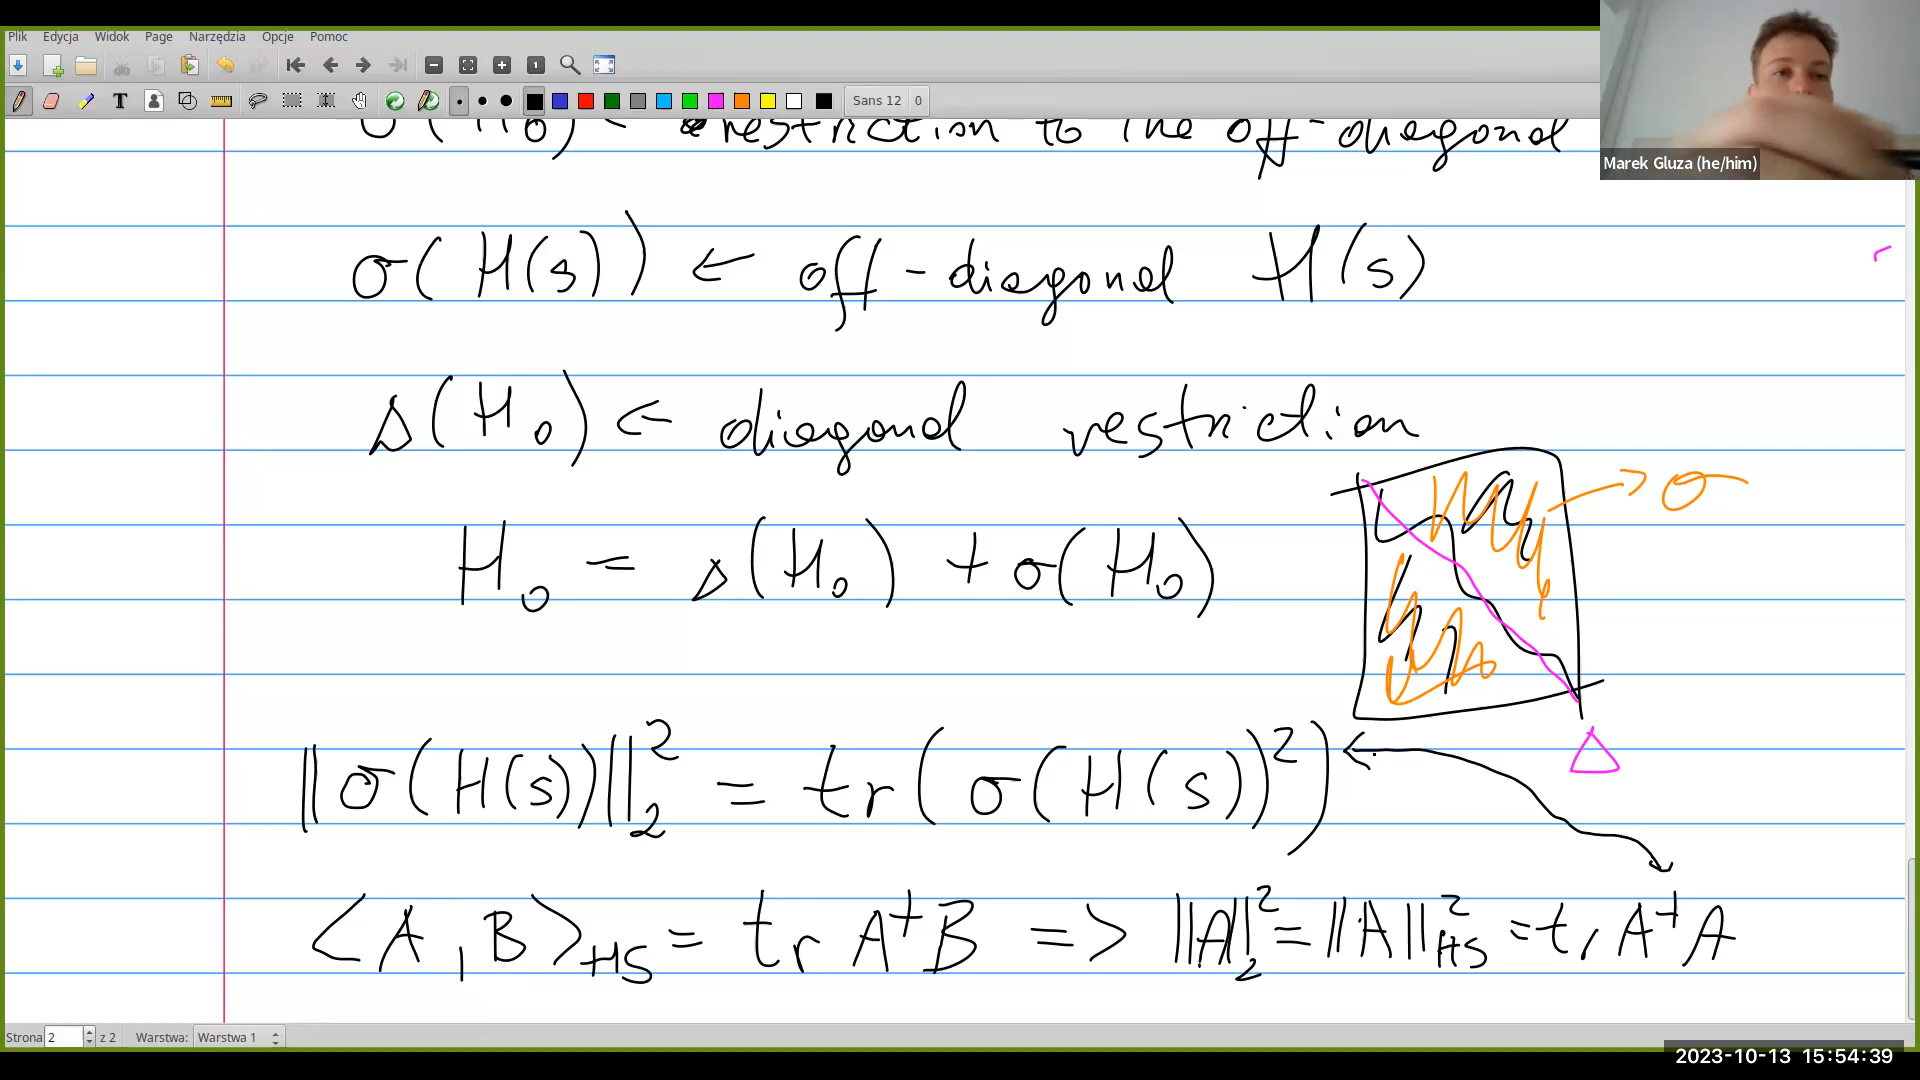 Plik Edycja Widok Page Narzędzia Opcje Pomoc
Sans 12 0
Marek Gluza (he/him)
σ(H₀) ← restriction to the off-diagonal
σ(H(s)) ← off-diagonal H(s)
Δ(H₀) ← diagonal restriction
H₀ = Δ(H₀) + σ(H₀)
→ σ
Δ
||σ(H(s))||₂² = tr(σ(H(s))²)
<A, B>_HS = tr A†B => ||A||₂² = ||A||²_HS = tr A†A
Strona 2 z 2 Warstwa: Warstwa 1
2023-10-13 15:54:39